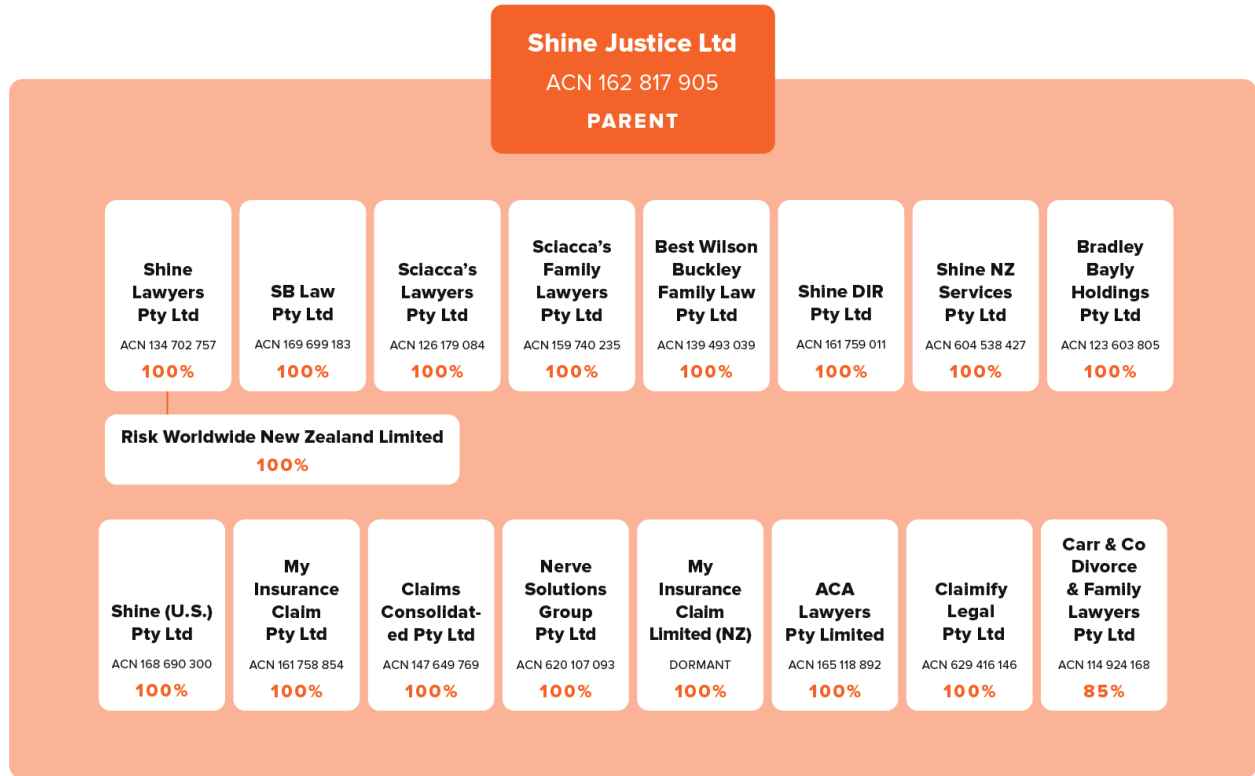 Shine Justice Ltd
ACN 162 817 905
PARENT
Shine
Lawyers
Pty Ltd
ACN 134 702 757
100%
SB Law
Pty Ltd
ACN 169 699 183
100%
Sciacca’s
Lawyers
Pty Ltd
ACN 126 179 084
100%
Sciacca’s
Family
Lawyers
Pty Ltd
ACN 159 740 235
100%
Best Wilson
Buckley
Family Law
Pty Ltd
ACN 139 493 039
100%
Shine DIR
Pty Ltd
ACN 161 759 011
100%
Shine NZ
Services
Pty Ltd
ACN 604 538 427
100%
Bradley
Bayly
Holdings
Pty Ltd
ACN 123 603 805
100%
Risk Worldwide New Zealand Limited
100%
Shine (U.S.)
Pty Ltd
ACN 168 690 300
100%
My
Insurance
Claim
Pty Ltd
ACN 161 758 854
100%
Claims
Consolidat-
ed Pty Ltd
ACN 147 649 769
100%
Nerve
Solutions
Group
Pty Ltd
ACN 620 107 093
100%
My
Insurance
Claim
Limited (NZ)
DORMANT
100%
ACA
Lawyers
Pty Limited
ACN 165 118 892
100%
Claimify
Legal
Pty Ltd
ACN 629 416 146
100%
Carr & Co
Divorce
& Family
Lawyers
Pty Ltd
ACN 114 924 168
85%